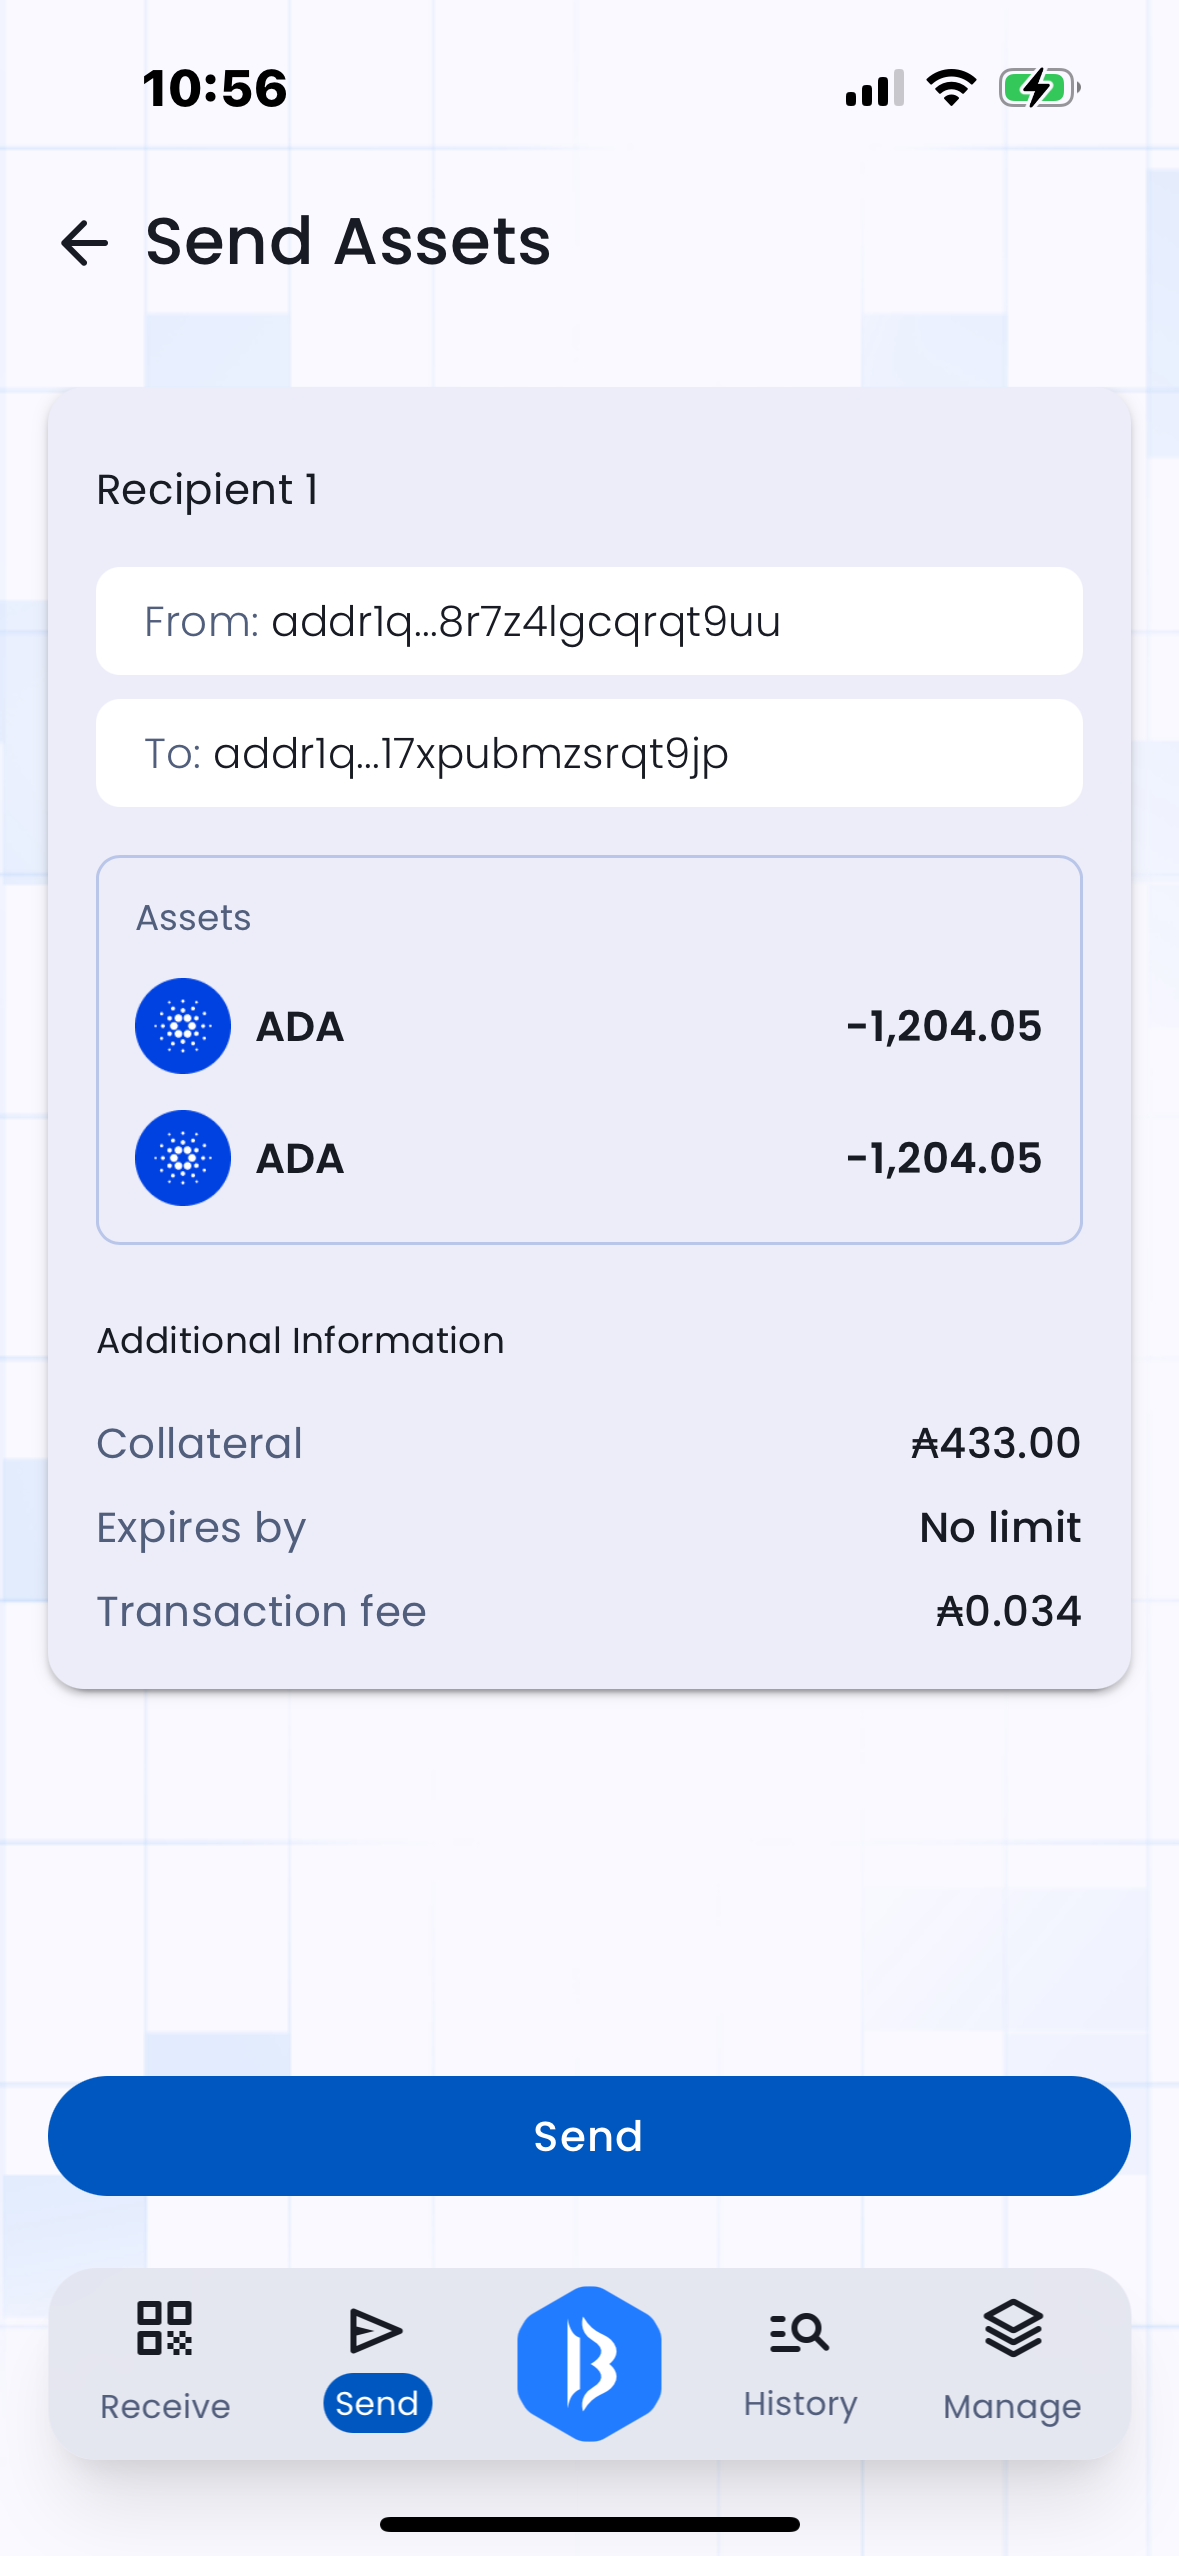 10:56
Send Assets
Recipient 1
From: addr1q...8r7z4lgcqrqt9uu
To: addr1q...17xpubmzsrqt9jp
Assets
ADA -1,204.05
ADA -1,204.05
Additional Information
Collateral ₳433.00
Expires by No limit
Transaction fee ₳0.034
Send
Receive Send History Manage